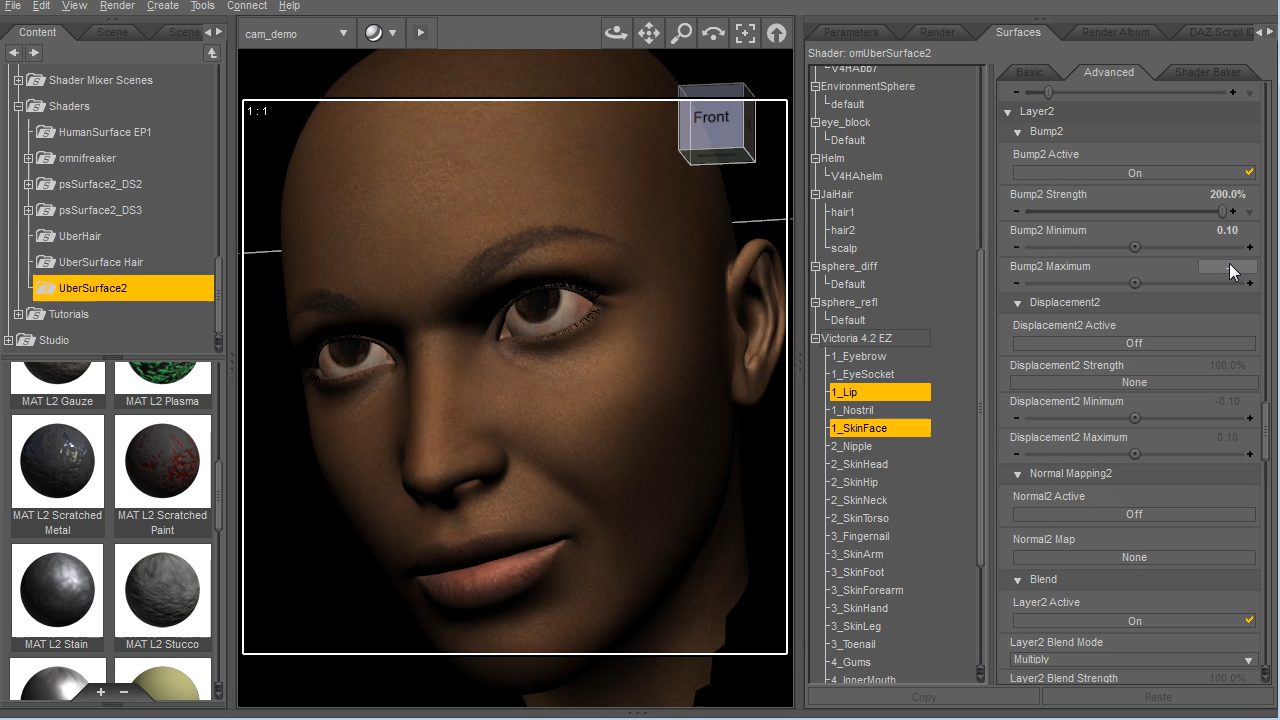 File Edit View Render Create Tools Connect Help
Content Scene Scene
Shader Mixer Scenes
Shaders
HumanSurface EP1
omnifreaker
psSurface2_DS2
psSurface2_DS3
UberHair
UberSurface Hair
UberSurface2
Tutorials
Studio
MAT L2 Gauze
MAT L2 Plasma
MAT L2 Scratched Metal
MAT L2 Scratched Paint
MAT L2 Stain
MAT L2 Stucco
cam_demo
1 : 1
Front
Parameters Render Surfaces Render Album DAZ Script ID
Shader: omUberSurface2
V4HAbb7
EnvironmentSphere
default
eye_block
Default
Helm
V4HAhelm
JaiHair
hair1
hair2
scalp
sphere_diff
Default
sphere_refl
Default
Victoria 4.2 EZ
1_Eyebrow
1_EyeSocket
1_Lip
1_Nostril
1_SkinFace
2_Nipple
2_SkinHead
2_SkinHip
2_SkinNeck
2_SkinTorso
3_Fingernail
3_SkinArm
3_SkinFoot
3_SkinForearm
3_SkinHand
3_SkinLeg
3_Toenail
4_Gums
4_InnerMouth
Basic Advanced Shader Baker
Layer2
Bump2
Bump2 Active
On
Bump2 Strength 200.0%
Bump2 Minimum 0.10
Bump2 Maximum
Displacement2
Displacement2 Active
Off
Displacement2 Strength 100.0%
None
Displacement2 Minimum -0.10
Displacement2 Maximum 0.10
Normal Mapping2
Normal2 Active
Off
Normal2 Map
None
Blend
Layer2 Active
On
Layer2 Blend Mode
Multiply
Layer2 Blend Strength 100.0%
Copy Paste